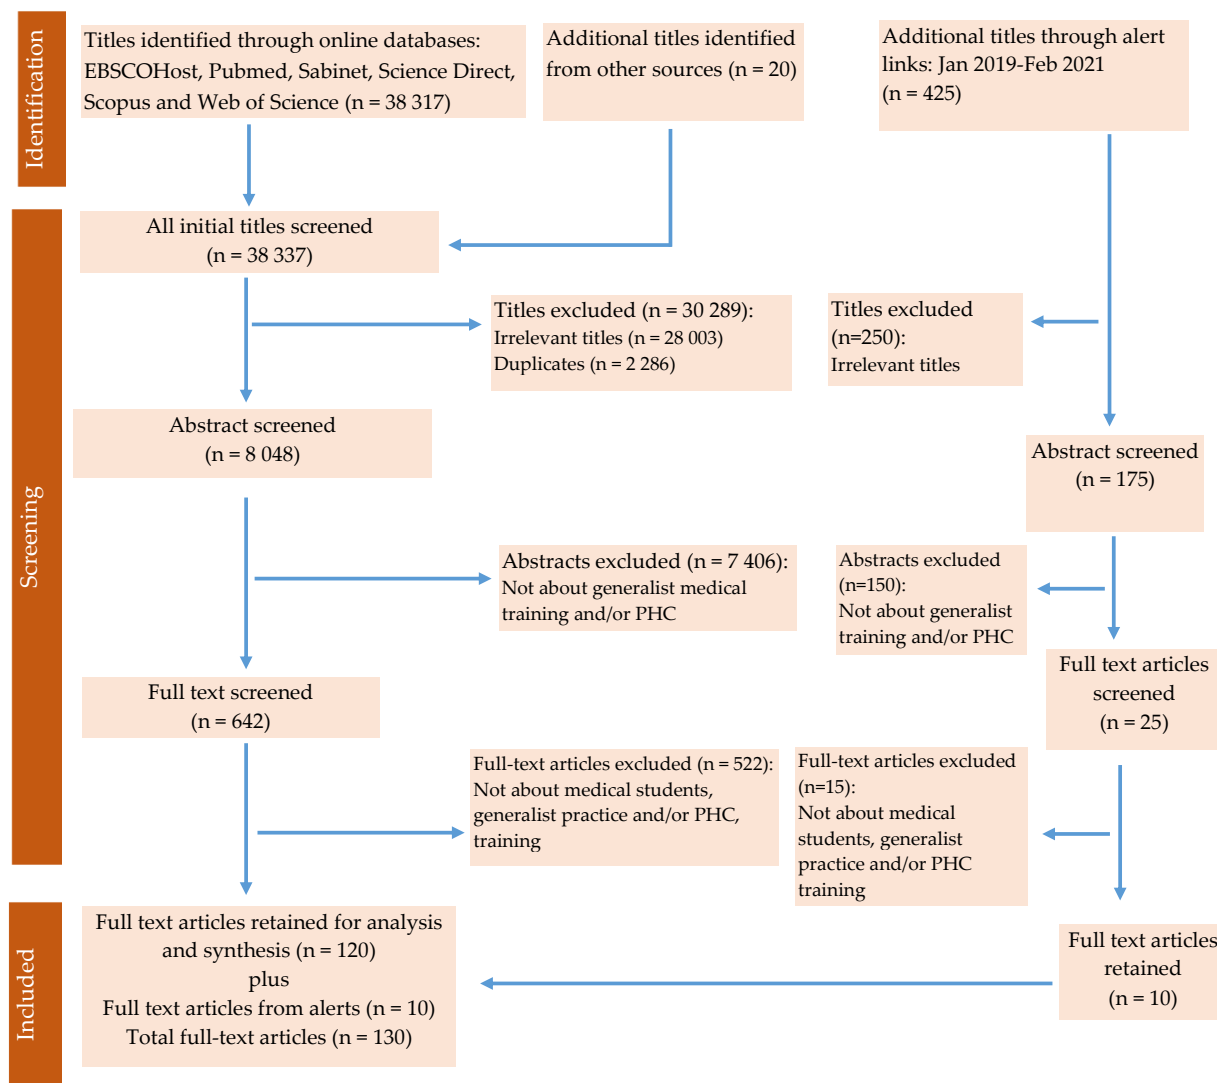 Identification
Titles identified through online databases:
EBSCOHost, Pubmed, Sabinet, Science Direct,
Scopus and Web of Science (n = 38 317)
Additional titles identified
from other sources (n = 20)
Additional titles through alert
links: Jan 2019-Feb 2021
(n = 425)
Screening
All initial titles screened
(n = 38 337)
Titles excluded (n = 30 289):
Irrelevant titles (n = 28 003)
Duplicates (n = 2 286)
Titles excluded
(n=250):
Irrelevant titles
Abstract screened
(n = 8 048)
Abstract screened
(n = 175)
Abstracts excluded (n = 7 406):
Not about generalist medical
training and/or PHC
Abstracts excluded
(n=150):
Not about generalist
training and/or PHC
Full text screened
(n = 642)
Full text articles
screened
(n = 25)
Full-text articles excluded (n = 522):
Not about medical students,
generalist practice and/or PHC,
training
Full-text articles excluded
(n=15):
Not about medical
students, generalist
practice and/or PHC
training
Included
Full text articles retained for analysis
and synthesis (n = 120)
plus
Full text articles from alerts (n = 10)
Total full-text articles (n = 130)
Full text articles
retained
(n = 10)